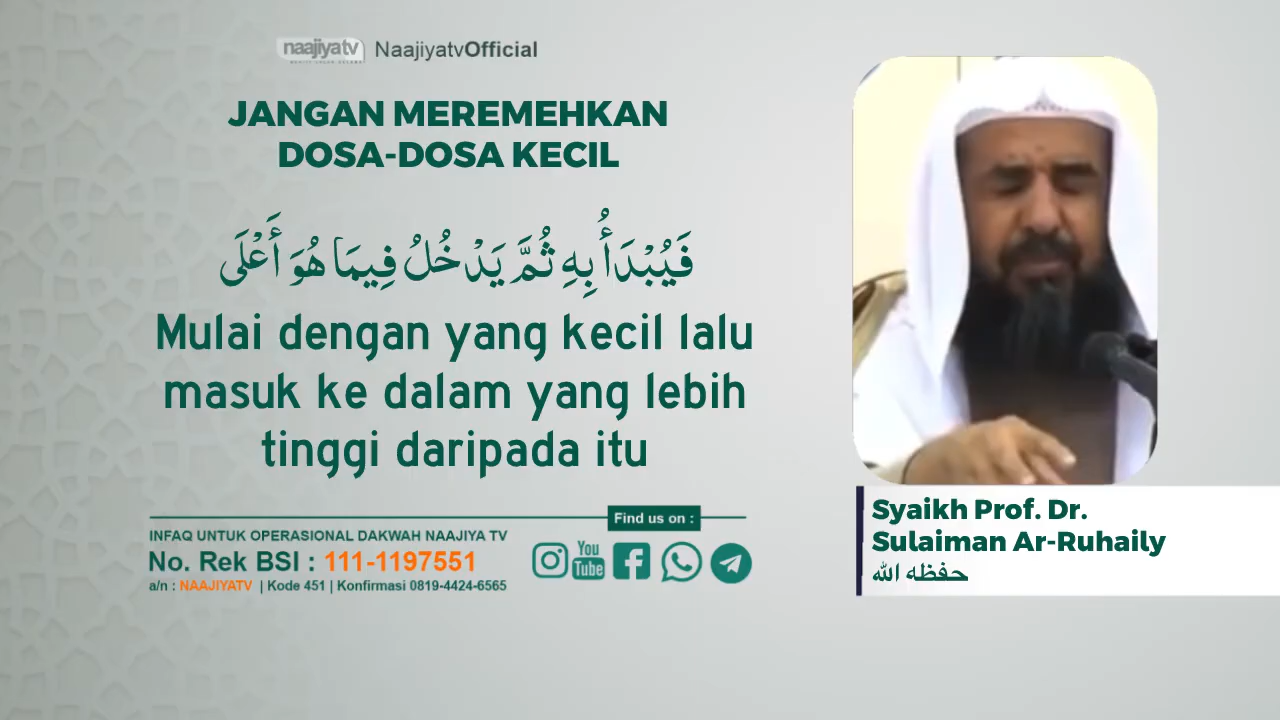 naajiyatv NaajiyatvOfficial
JANGAN MEREMEHKAN
DOSA-DOSA KECIL
فَيُبْدَأُ بِهِ ثُمَّ يَدْخُلُ فِيمَا هُوَ أَعْلَى
Mulai dengan yang kecil lalu
masuk ke dalam yang lebih
tinggi daripada itu
Find us on :
INFAQ UNTUK OPERASIONAL DAKWAH NAAJIYA TV
No. Rek BSI : 111-1197551
a/n : NAAJIYATV | Kode 451 | Konfirmasi 0819-4424-6565
You
Tube
Syaikh Prof. Dr.
Sulaiman Ar-Ruhaily
حفظه الله